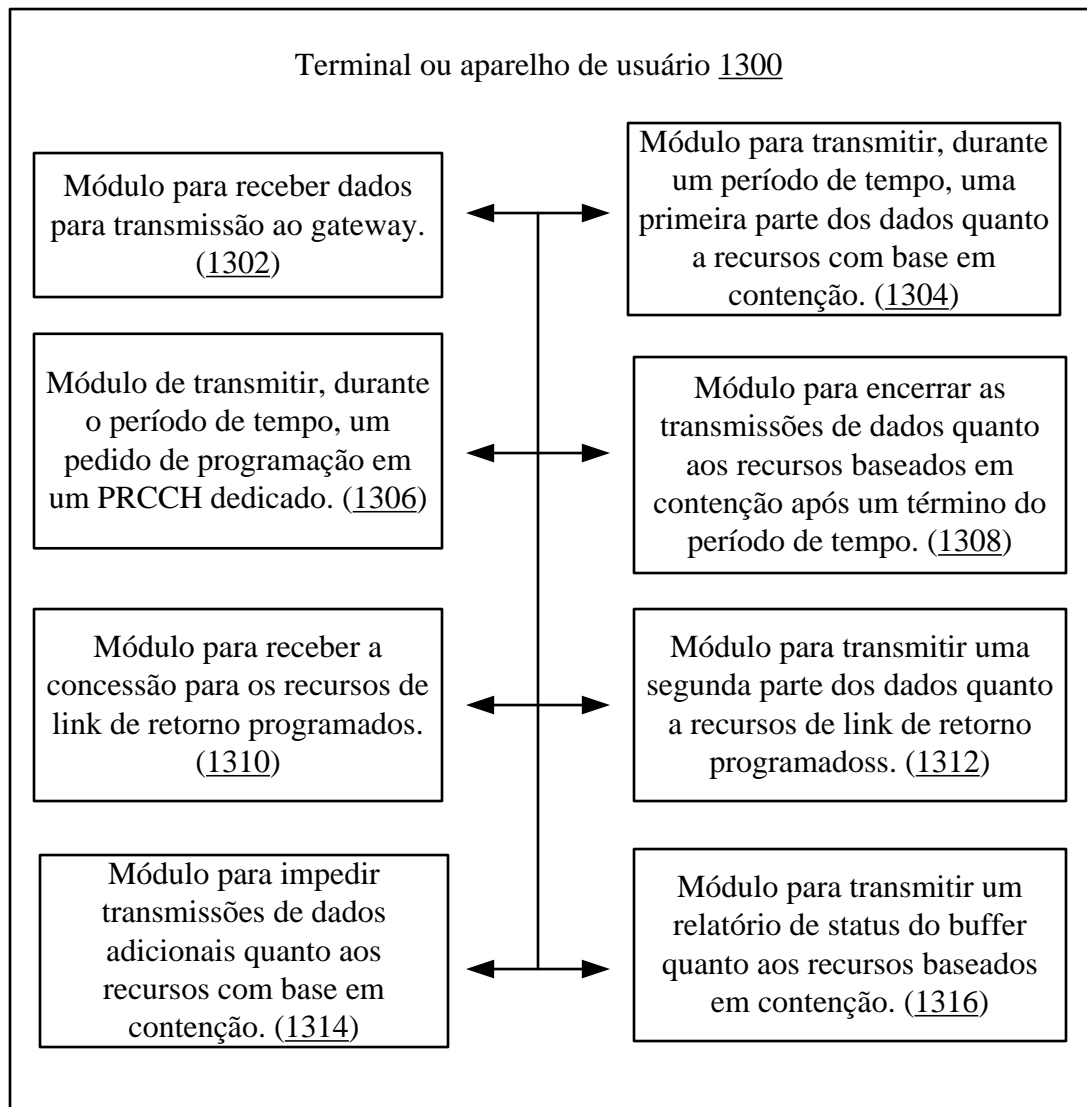 Terminal ou aparelho de usuário 1300
Módulo para receber dados
para transmissão ao gateway.
(1302)
Módulo para transmitir, durante
um período de tempo, uma
primeira parte dos dados quanto
a recursos com base em
contenção. (1304)
Módulo de transmitir, durante
o período de tempo, um
pedido de programação em
um PRCCH dedicado. (1306)
Módulo para encerrar as
transmissões de dados quanto
aos recursos baseados em
contenção após um término do
período de tempo. (1308)
Módulo para receber a
concessão para os recursos de
link de retorno programados.
(1310)
Módulo para transmitir uma
segunda parte dos dados quanto
a recursos de link de retorno
programadoss. (1312)
Módulo para impedir
transmissões de dados
adicionais quanto aos
recursos com base em
contenção. (1314)
Módulo para transmitir um
relatório de status do buffer
quanto aos recursos baseados
em contenção. (1316)